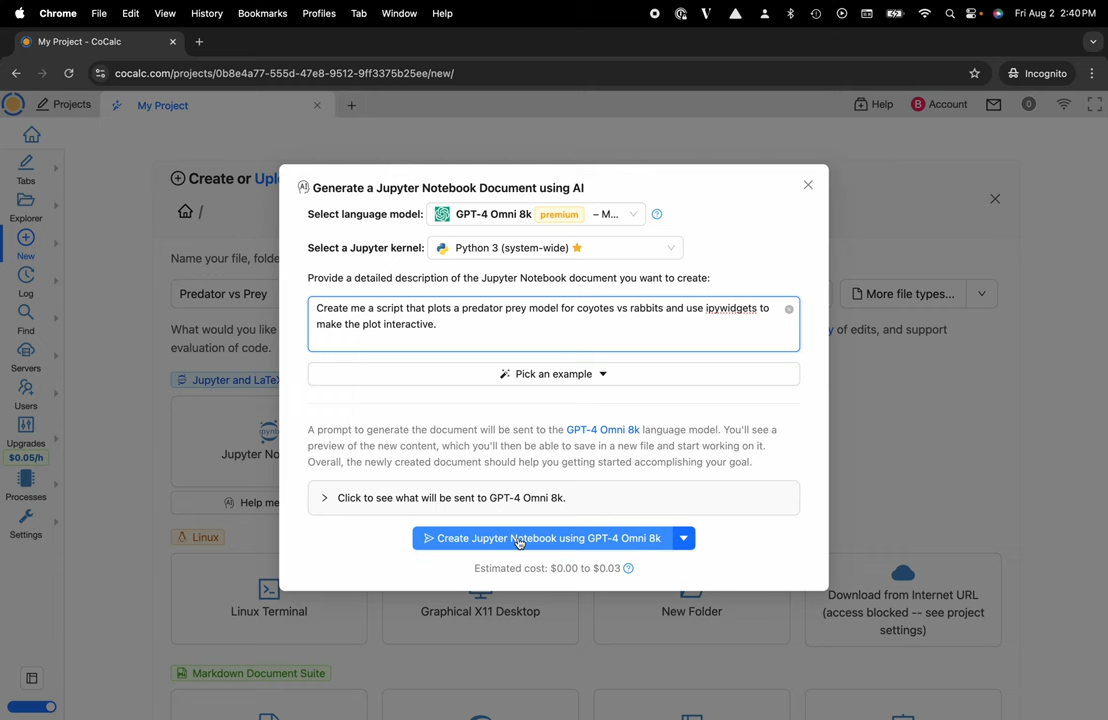 Chrome File Edit View History Bookmarks Profiles Tab Window Help Fri Aug 2 2:40 PM
My Project - CoCalc
cocalc.com/projects/0b8e4a77-555d-47e8-9512-9ff3375b25ee/new/ Incognito
Projects My Project Help B Account 0
Create or Uplo
Tabs
Explorer
New
Log
Find
Servers
Users
Upgrades
$0.05/h
Processes
Settings
/
Name your file, folde
Predator vs Prey
More file types...
What would you like
y of edits, and support
evaluation of code.
Jupyter and LaTeX
ipynb
Jupyter No
Help me
Linux
Linux Terminal
Graphical X11 Desktop
New Folder
Download from Internet URL
(access blocked -- see project
settings)
Markdown Document Suite
AI Generate a Jupyter Notebook Document using AI
Select language model: GPT-4 Omni 8k premium – M...
Select a Jupyter kernel: Python 3 (system-wide)
Provide a detailed description of the Jupyter Notebook document you want to create:
Create me a script that plots a predator prey model for coyotes vs rabbits and use ipywidgets to
make the plot interactive.
Pick an example
A prompt to generate the document will be sent to the GPT-4 Omni 8k language model. You'll see a
preview of the new content, which you'll then be able to save in a new file and start working on it.
Overall, the newly created document should help you getting started accomplishing your goal.
Click to see what will be sent to GPT-4 Omni 8k.
Create Jupyter Notebook using GPT-4 Omni 8k
Estimated cost: $0.00 to $0.03